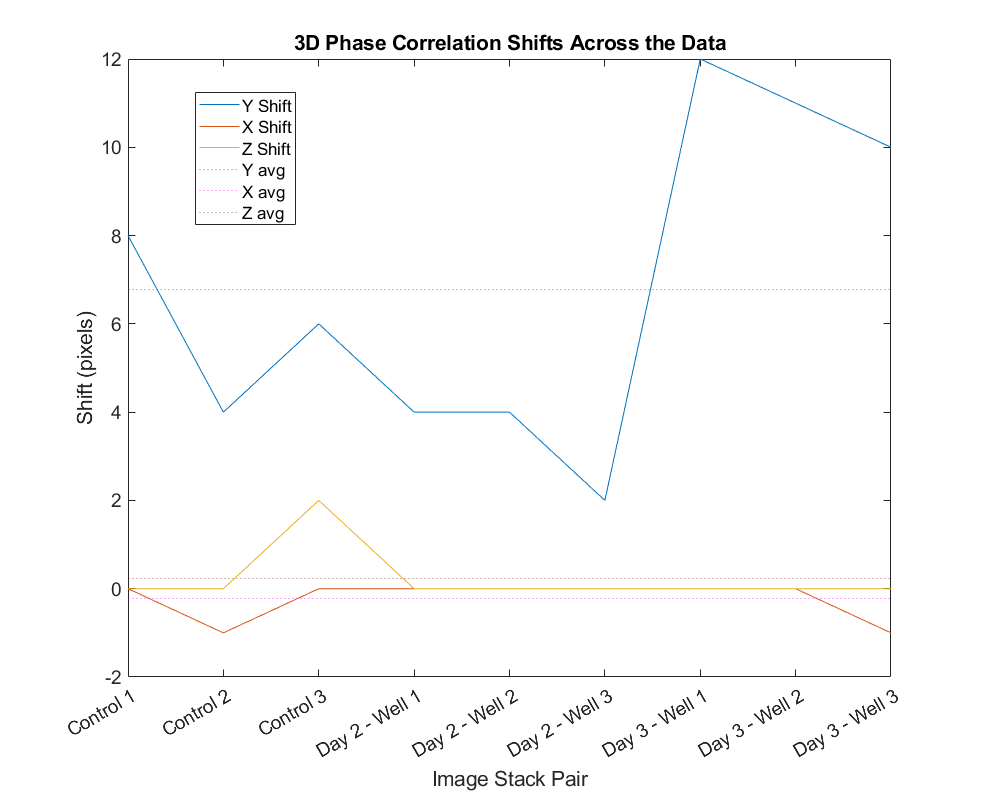 3D Phase Correlation Shifts Across the Data
12
10
8
6
4
2
0
-2
Shift (pixels)
Y Shift
X Shift
Z Shift
Y avg
X avg
Z avg
Control 1
Control 2
Control 3
Day 2 - Well 1
Day 2 - Well 2
Day 2 - Well 3
Day 3 - Well 1
Day 3 - Well 2
Day 3 - Well 3
Image Stack Pair